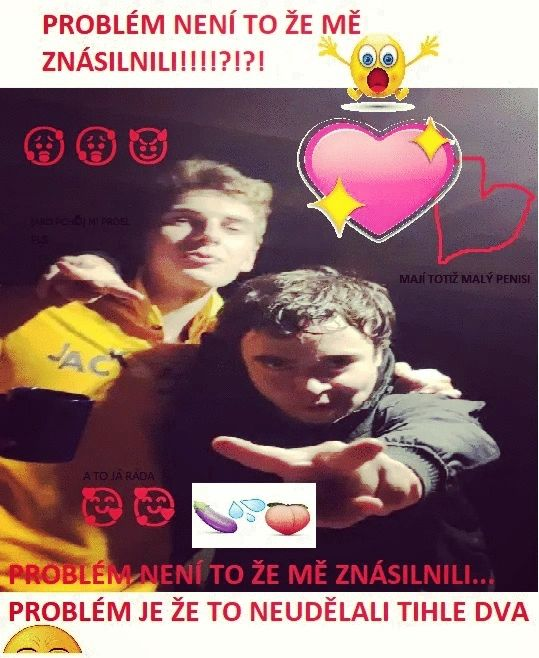 PROBLÉM NENÍ TO ŽE MĚ
ZNÁSILNILI!!!!?!?!
MAJÍ TOTIŽ MALÝ PENISI
JACK
A TO JÁ RÁDA
PROBLÉM NENÍ TO ŽE MĚ ZNÁSILNILI...
PROBLÉM JE ŽE TO NEUDĚLALI TIHLE DVA